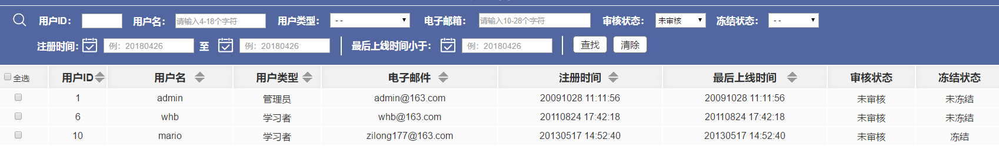 用户ID： 用户名： 请输入4-18个字符 用户类型： - - 电子邮箱： 请输入10-28个字符 审核状态： 未审核 冻结状态： - -
注册时间： 例：20180426 至 例：20180426 最后上线时间小于： 例：20180426 查找 清除
全选 用户ID 用户名 用户类型 电子邮件 注册时间 最后上线时间 审核状态 冻结状态
1 admin 管理员 admin@163.com 20091028 11:11:56 20091028 11:11:56 未审核 未冻结
6 whb 学习者 whb@163.com 20110824 17:42:18 20110824 17:42:18 未审核 未冻结
10 mario 学习者 zilong177@163.com 20130517 14:52:40 20130517 14:52:40 未审核 冻结